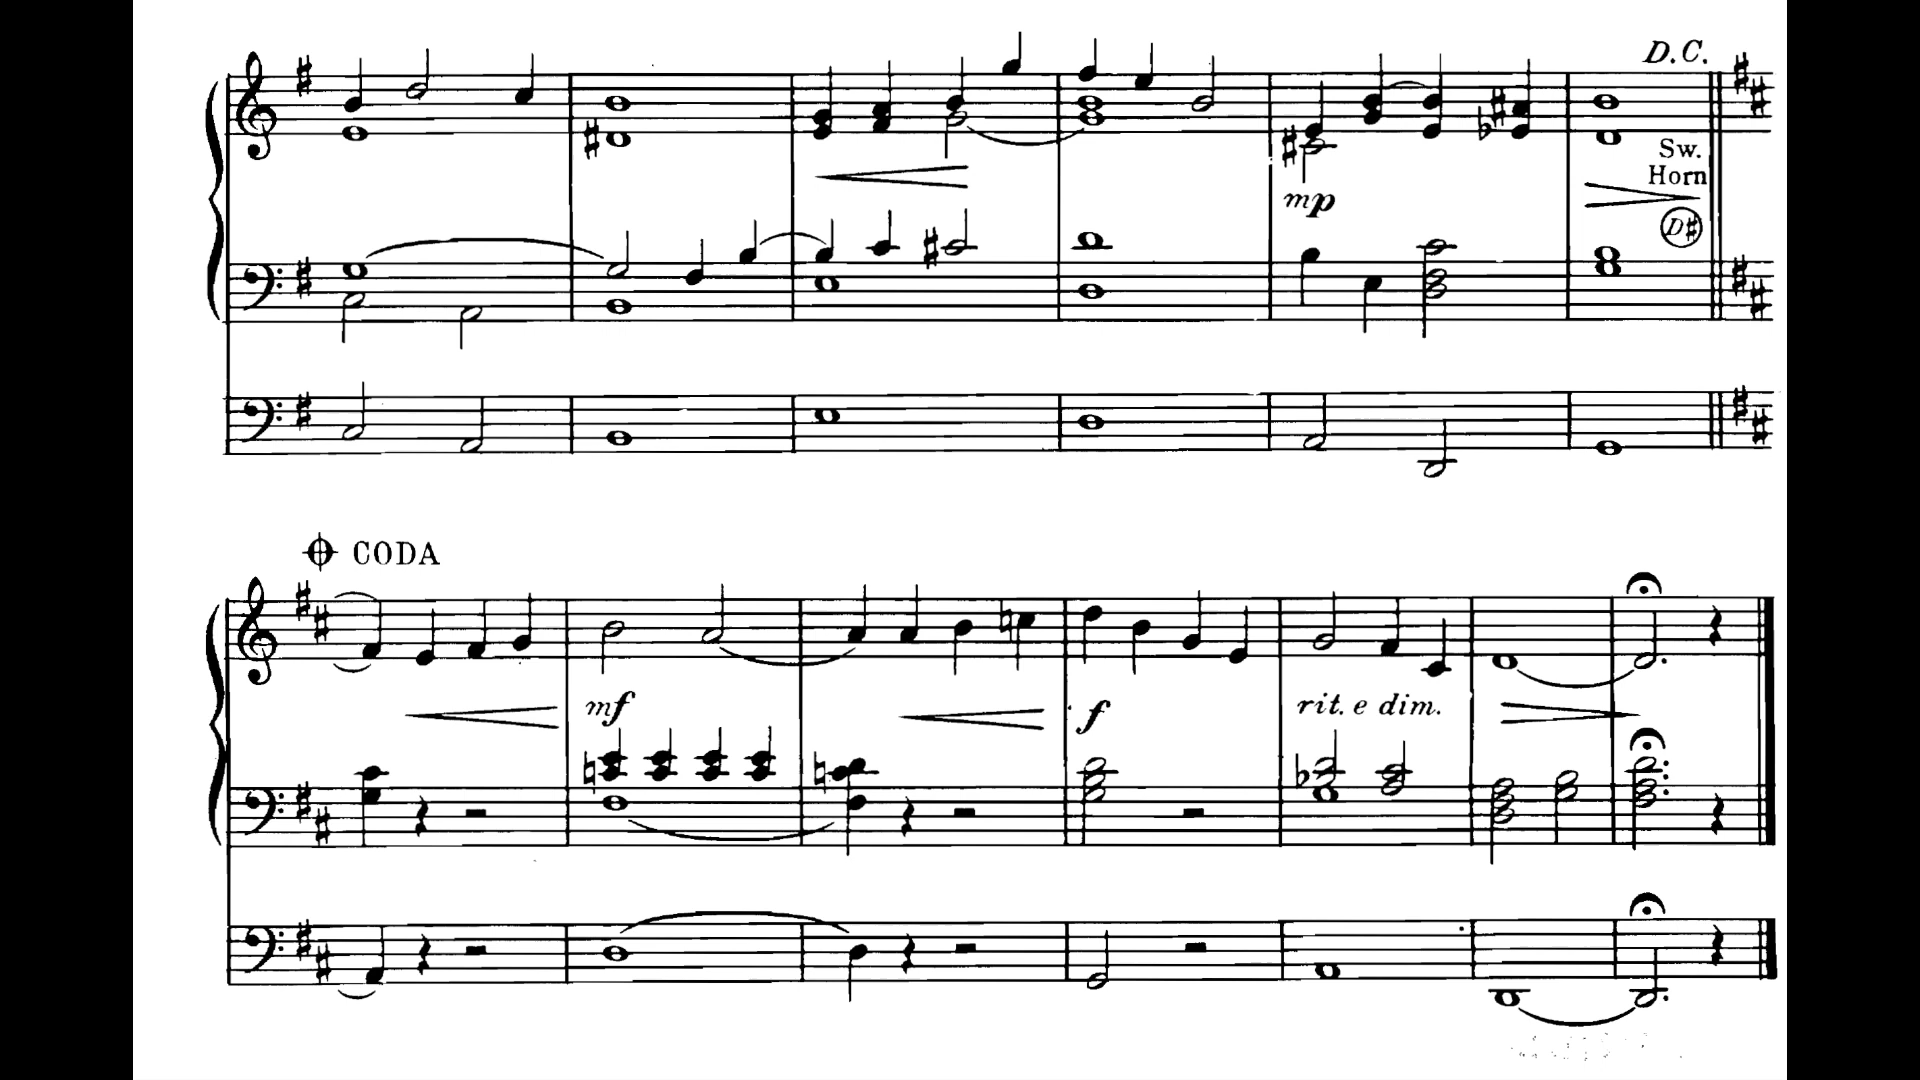 D.C.
Sw.
Horn
mp
D#
CODA
mf
f
rit. e dim.